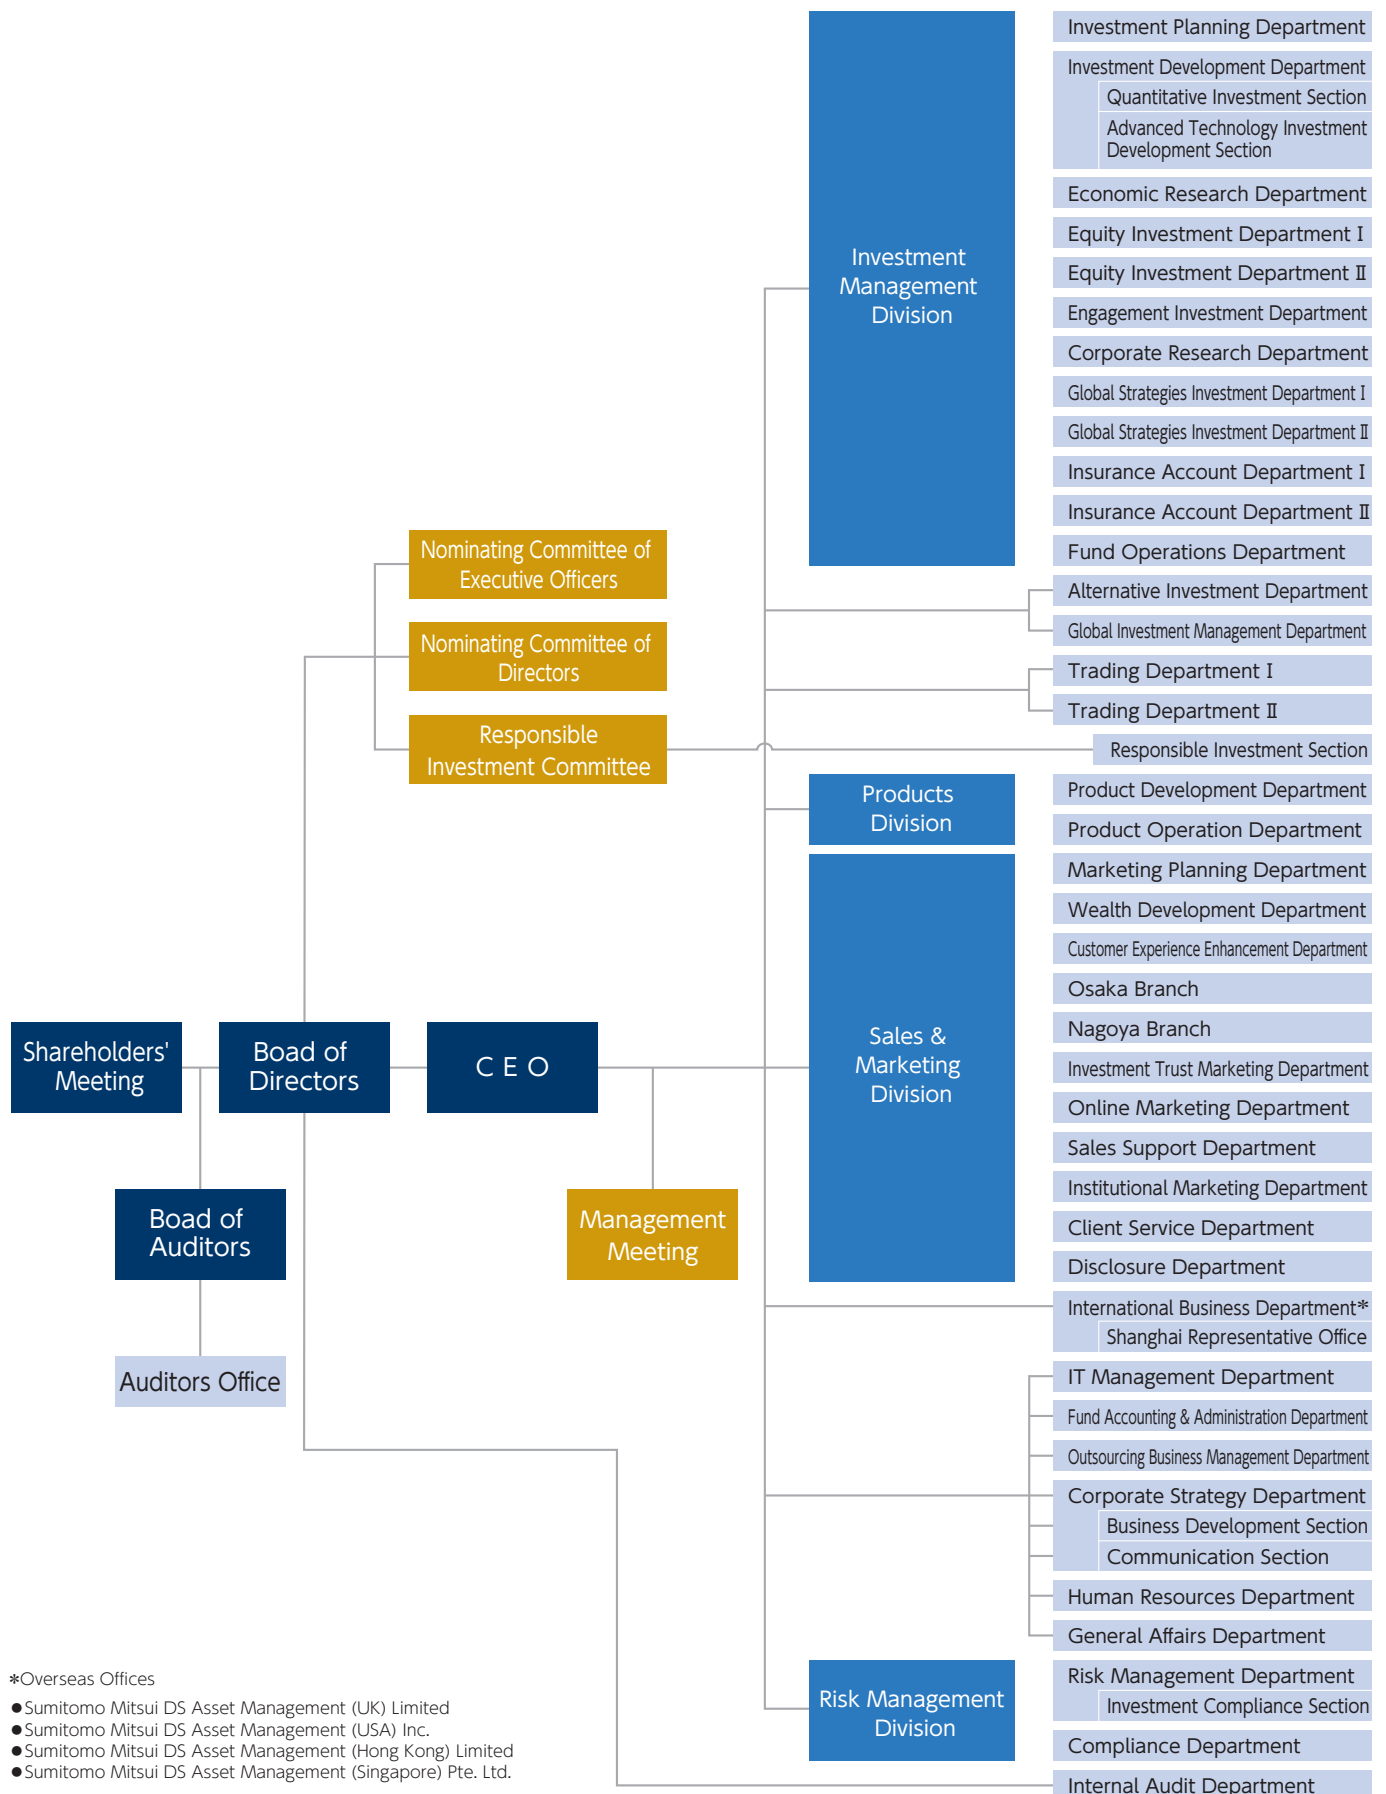 Shareholders'
Meeting
Boad of
Directors
C E O
Boad of
Auditors
Auditors Office
Nominating Committee of
Executive Officers
Nominating Committee of
Directors
Responsible
Investment Committee
Management
Meeting
Investment
Management
Division
Products
Division
Sales &
Marketing
Division
Risk Management
Division
Investment Planning Department
Investment Development Department
Quantitative Investment Section
Advanced Technology Investment
Development Section
Economic Research Department
Equity Investment Department I
Equity Investment Department II
Engagement Investment Department
Corporate Research Department
Global Strategies Investment Department I
Global Strategies Investment Department II
Insurance Account Department I
Insurance Account Department II
Fund Operations Department
Alternative Investment Department
Global Investment Management Department
Trading Department I
Trading Department II
Responsible Investment Section
Product Development Department
Product Operation Department
Marketing Planning Department
Wealth Development Department
Customer Experience Enhancement Department
Osaka Branch
Nagoya Branch
Investment Trust Marketing Department
Online Marketing Department
Sales Support Department
Institutional Marketing Department
Client Service Department
Disclosure Department
International Business Department*
Shanghai Representative Office
IT Management Department
Fund Accounting & Administration Department
Outsourcing Business Management Department
Corporate Strategy Department
Business Development Section
Communication Section
Human Resources Department
General Affairs Department
Risk Management Department
Investment Compliance Section
Compliance Department
Internal Audit Department
*Overseas Offices
●Sumitomo Mitsui DS Asset Management (UK) Limited
●Sumitomo Mitsui DS Asset Management (USA) Inc.
●Sumitomo Mitsui DS Asset Management (Hong Kong) Limited
●Sumitomo Mitsui DS Asset Management (Singapore) Pte. Ltd.